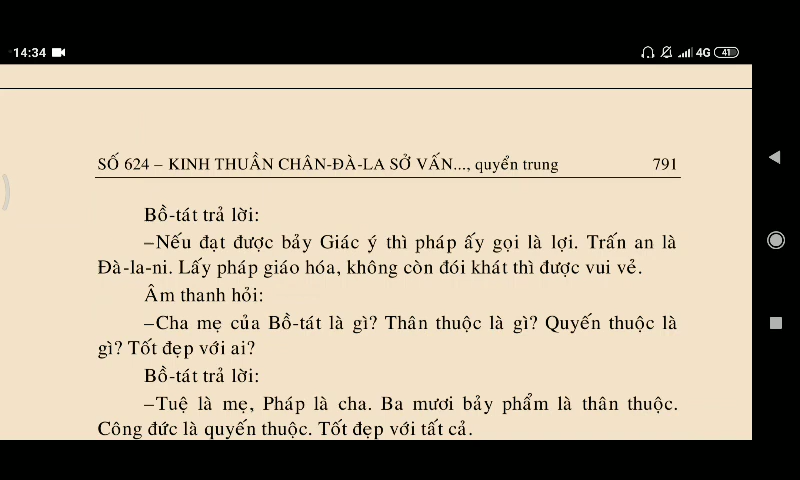 14:34
4G 41
SỐ 624 – KINH THUẦN CHÂN-ĐÀ-LA SỞ VẤN..., quyển trung 791
Bồ-tát trả lời:
–Nếu đạt được bảy Giác ý thì pháp ấy gọi là lợi. Trấn an là
Đà-la-ni. Lấy pháp giáo hóa, không còn đói khát thì được vui vẻ.
Âm thanh hỏi:
–Cha mẹ của Bồ-tát là gì? Thân thuộc là gì? Quyến thuộc là
gì? Tốt đẹp với ai?
Bồ-tát trả lời:
–Tuệ là mẹ, Pháp là cha. Ba mươi bảy phẩm là thân thuộc.
Công đức là quyến thuộc. Tốt đẹp với tất cả.